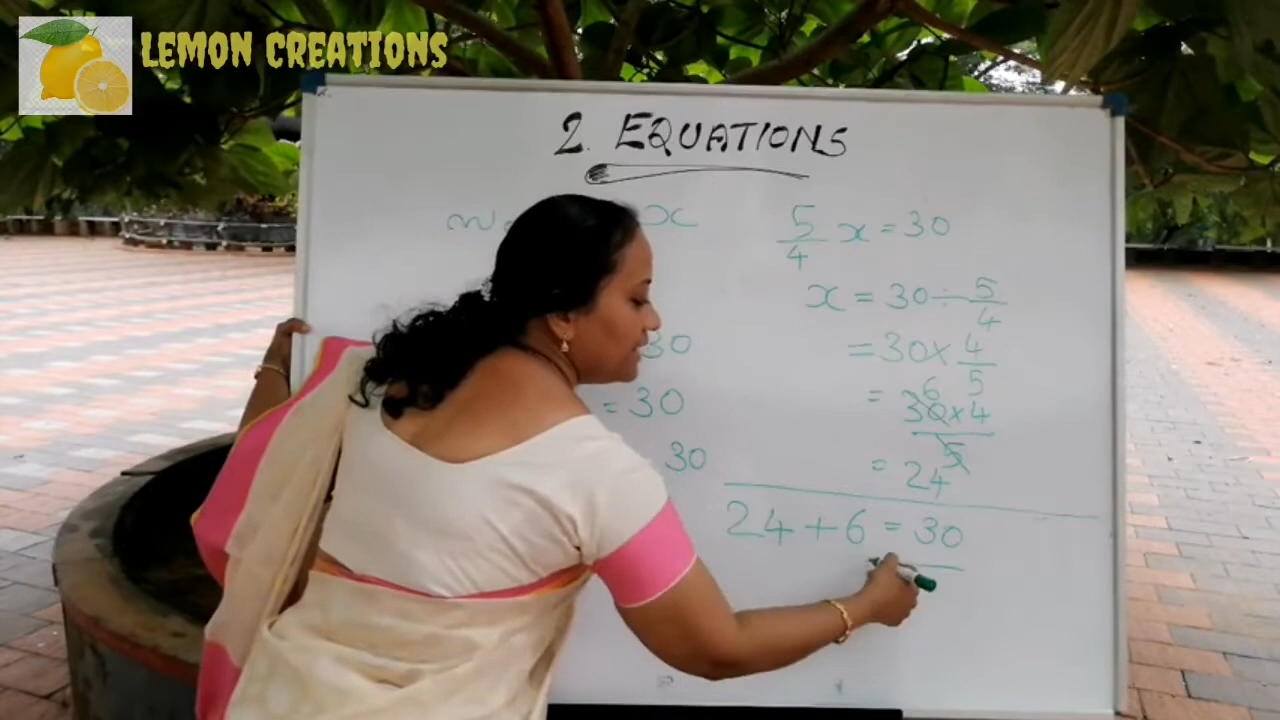 LEMON CREATIONS
2. EQUATIONS
x
30
= 30
30
5/4 x = 30
x = 30 ÷ 5/4
= 30 × 4/5
= 30 × 4 / 5 6
= 24
24 + 6 = 30